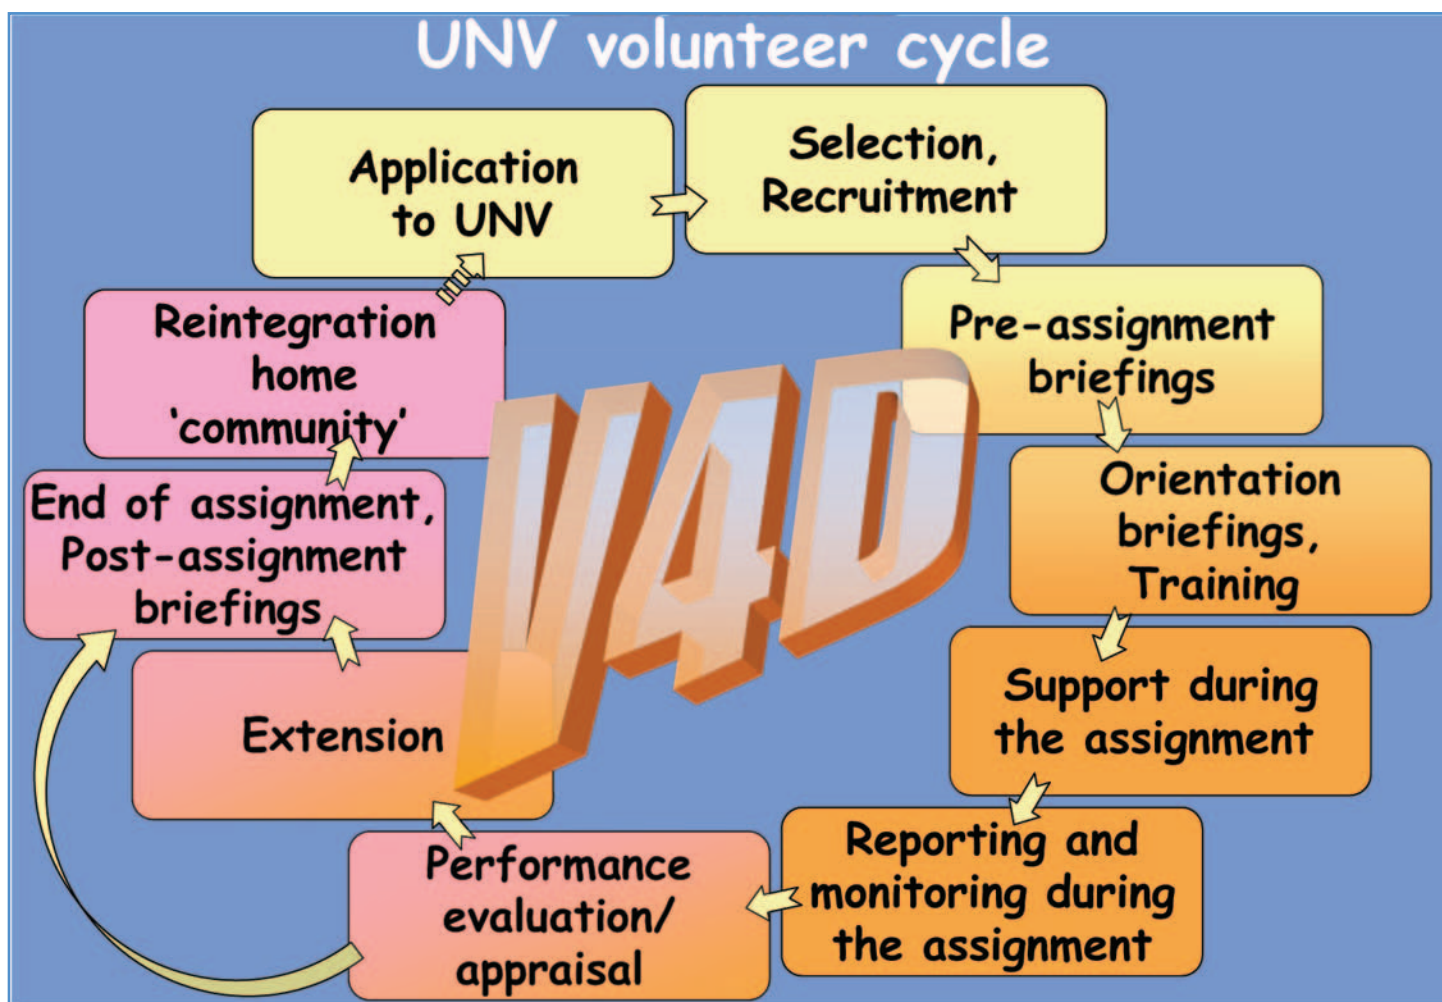 UNV volunteer cycle
Application
to UNV
Selection,
Recruitment
Pre-assignment
briefings
Orientation
briefings,
Training
Support during
the assignment
Reporting and
monitoring during
the assignment
Performance
evaluation/
appraisal
Extension
End of assignment,
Post-assignment
briefings
Reintegration
home
‘community’
V4D